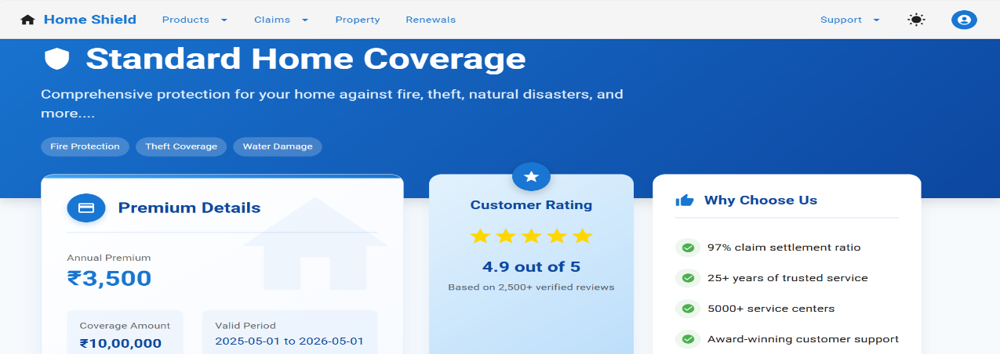 Home Shield Products Claims Property Renewals Support
Standard Home Coverage
Comprehensive protection for your home against fire, theft, natural disasters, and
more....
Fire Protection Theft Coverage Water Damage
Premium Details
Annual Premium
₹3,500
Coverage Amount
₹10,00,000
Valid Period
2025-05-01 to 2026-05-01
Customer Rating
4.9 out of 5
Based on 2,500+ verified reviews
Why Choose Us
97% claim settlement ratio
25+ years of trusted service
5000+ service centers
Award-winning customer support